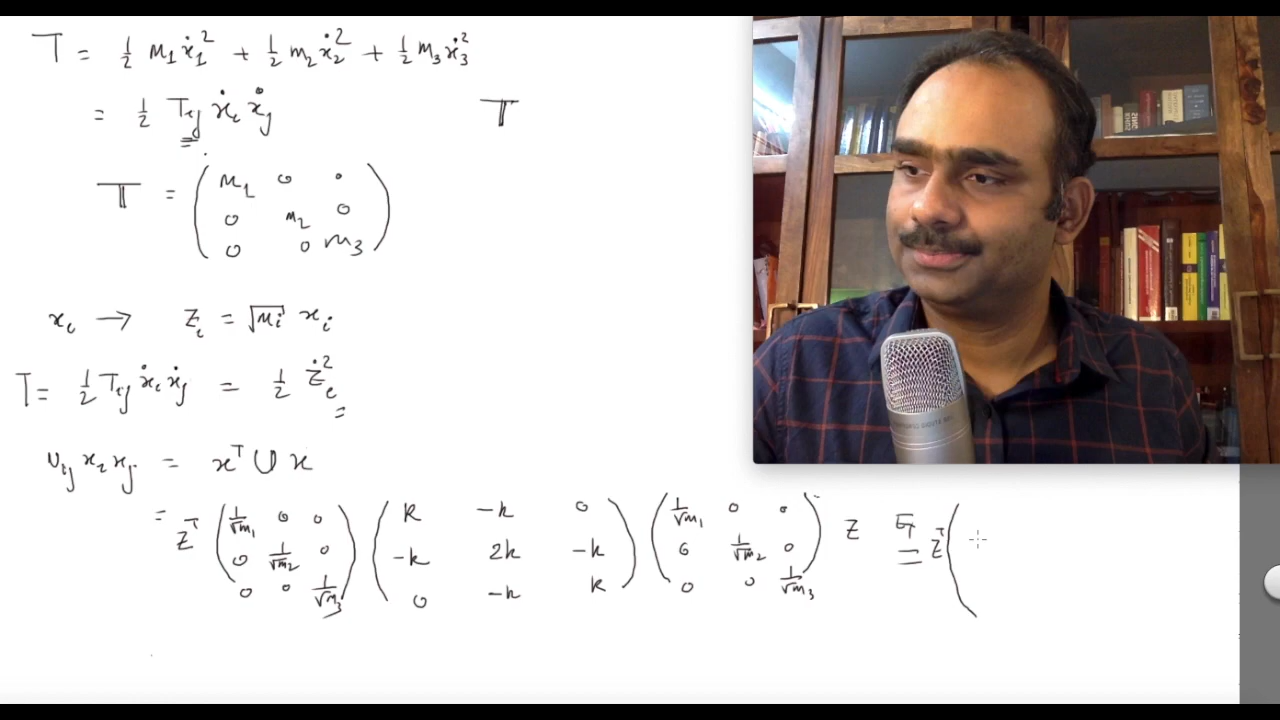 T = ½ m₁ẋ₁² + ½ m₂ẋ₂² + ½ m₃ẋ₃²
= ½ Tᵢⱼ ẋᵢ ẋⱼ T
T = ( m₁ 0 0
0 m₂ 0
0 0 m₃ )
xᵢ → zᵢ = √mᵢ xᵢ
T = ½ Tᵢⱼ ẋᵢ ẋⱼ = ½ żᵢ²
Uᵢⱼ xᵢ xⱼ = xᵀ U x
= zᵀ ( 1/√m₁ 0 0 ) ( k -k 0 ) ( 1/√m₁ 0 0 ) z = zᵀ (
( 0 1/√m₂ 0 ) ( -k 2k -k ) ( 0 1/√m₂ 0 )
( 0 0 1/√m₃ ) ( 0 -k k ) ( 0 0 1/√m₃ )